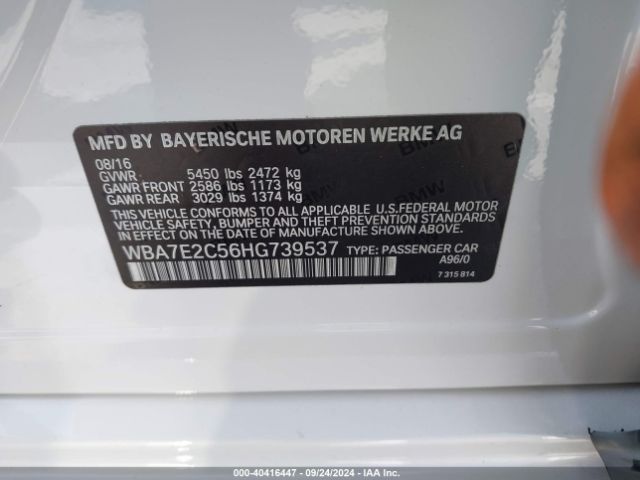 MFD BY BAYERISCHE MOTOREN WERKE AG
08/16
GVWR 5450 lbs 2472 kg
GAWR FRONT 2586 lbs 1173 kg
GAWR REAR 3029 lbs 1374 kg
THIS VEHICLE CONFORMS TO ALL APPLICABLE U.S.FEDERAL MOTOR
VEHICLE SAFETY, BUMPER AND THEFT PREVENTION STANDARDS
IN EFFECT ON THE DATE OF MANUFACTURE SHOWN ABOVE.
WBA7E2C56HG739537 TYPE: PASSENGER CAR
A96/0
7 315 814
000-40416447 - 09/24/2024 - IAA Inc.